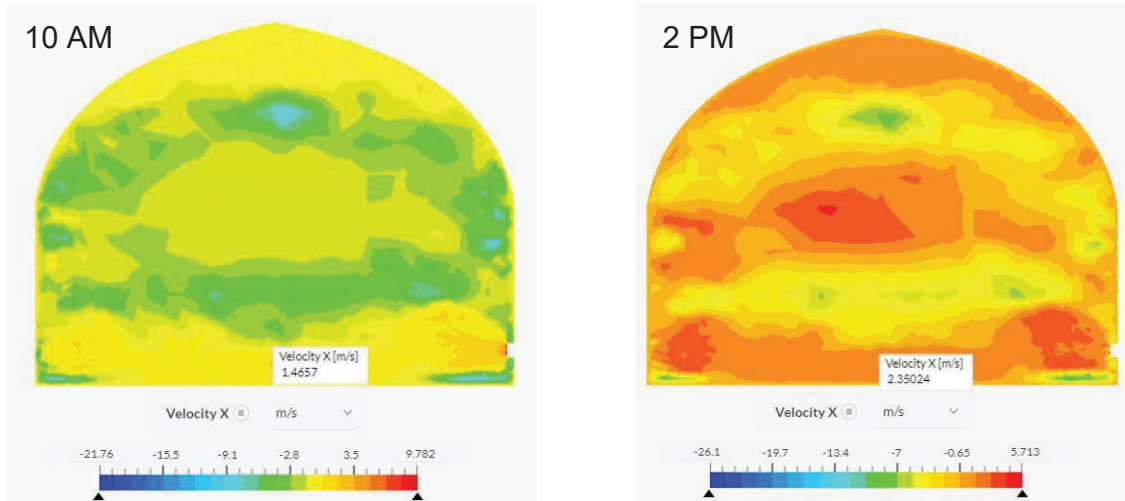 10 AM
Velocity X [m/s]
1.4657
Velocity X
m/s
-21.76 -15.5 -9.1 -2.8 3.5 9.782
2 PM
Velocity X [m/s]
2.35024
Velocity X
m/s
-26.1 -19.7 -13.4 -7 -0.65 5.713